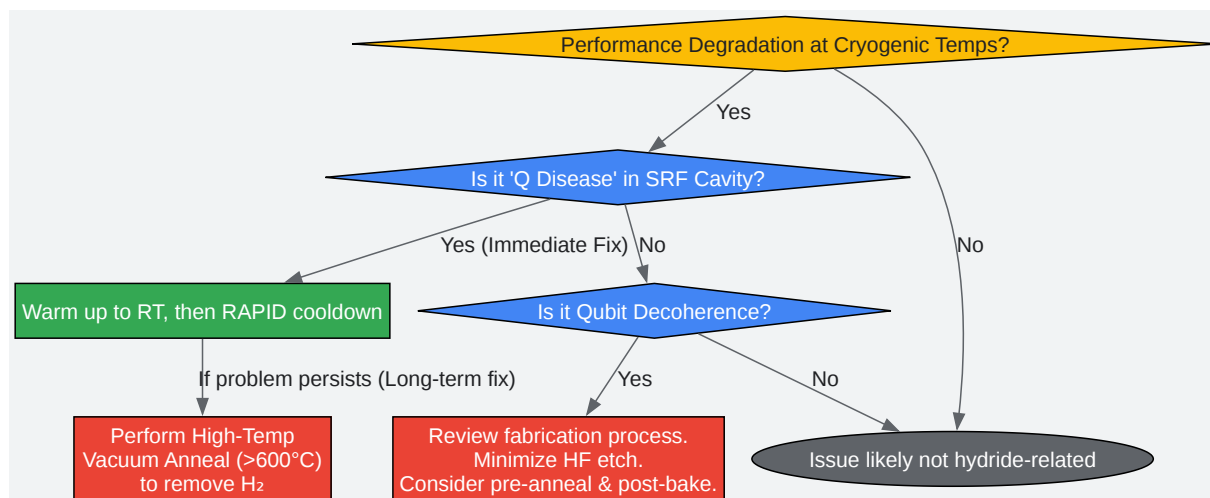 Performance Degradation at Cryogenic Temps?
Yes
Is it 'Q Disease' in SRF Cavity?
Yes (Immediate Fix)
No
No
Warm up to RT, then RAPID cooldown
Is it Qubit Decoherence?
If problem persists (Long-term fix)
Yes
No
Perform High-Temp
Vacuum Anneal (>600°C)
to remove H₂
Review fabrication process.
Minimize HF etch.
Consider pre-anneal & post-bake.
Issue likely not hydride-related